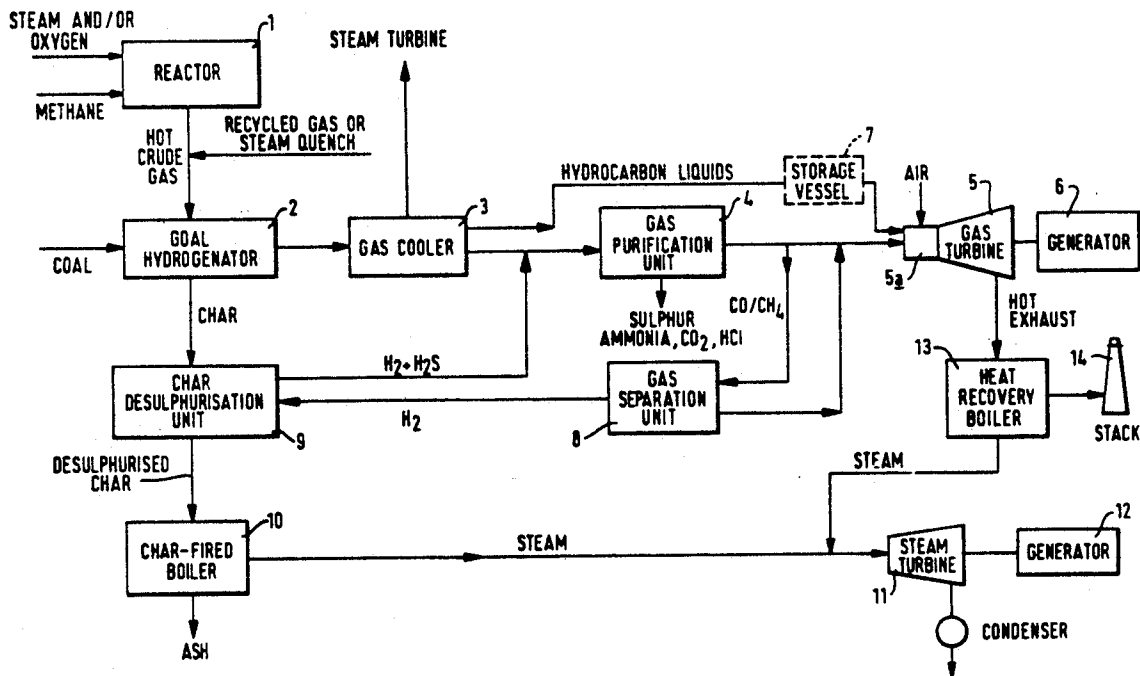 STEAM AND/OR
OXYGEN
1
REACTOR
METHANE
STEAM TURBINE
HOT
CRUDE
GAS
RECYCLED GAS OR
STEAM QUENCH
HYDROCARBON LIQUIDS
7
STORAGE
VESSEL
AIR
5
6
2
GOAL
HYDROGENATOR
COAL
3
GAS COOLER
4
GAS
PURIFICATION
UNIT
GAS
TURBINE
5a
GENERATOR
CHAR
SULPHUR
AMMONIA, CO2, HCl
CO/CH4
HOT
EXHAUST
H2+H2S
CHAR
DESULPHURISATION
UNIT
9
H2
GAS
SEPARATION
UNIT
8
13
HEAT
RECOVERY
BOILER
14
STACK
DESULPHURISED
CHAR
STEAM
10
CHAR-FIRED
BOILER
STEAM
STEAM
TURBINE
11
12
GENERATOR
ASH
CONDENSER